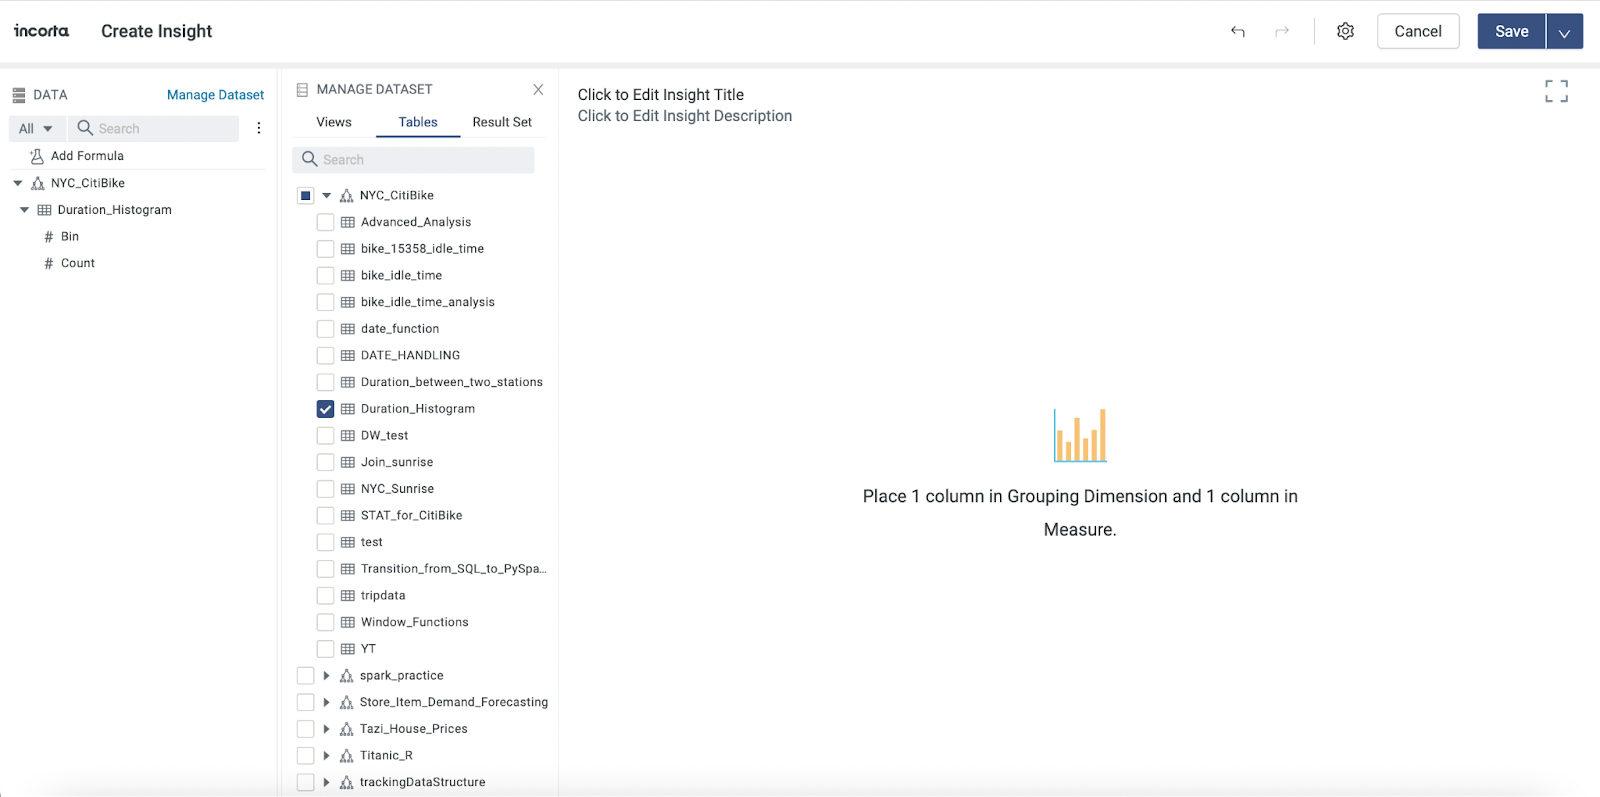 incorta
Create Insight
Cancel
Save
DATA
Manage Dataset
All
Search
Add Formula
NYC_CitiBike
Duration_Histogram
# Bin
# Count
MANAGE DATASET
Views
Tables
Result Set
Search
NYC_CitiBike
Advanced_Analysis
bike_15358_idle_time
bike_idle_time
bike_idle_time_analysis
date_function
DATE_HANDLING
Duration_between_two_stations
Duration_Histogram
DW_test
Join_sunrise
NYC_Sunrise
STAT_for_CitiBike
test
Transition_from_SQL_to_PySpa...
tripdata
Window_Functions
YT
spark_practice
Store_Item_Demand_Forecasting
Tazi_House_Prices
Titanic_R
trackingDataStructure
Click to Edit Insight Title
Click to Edit Insight Description
Place 1 column in Grouping Dimension and 1 column in
Measure.